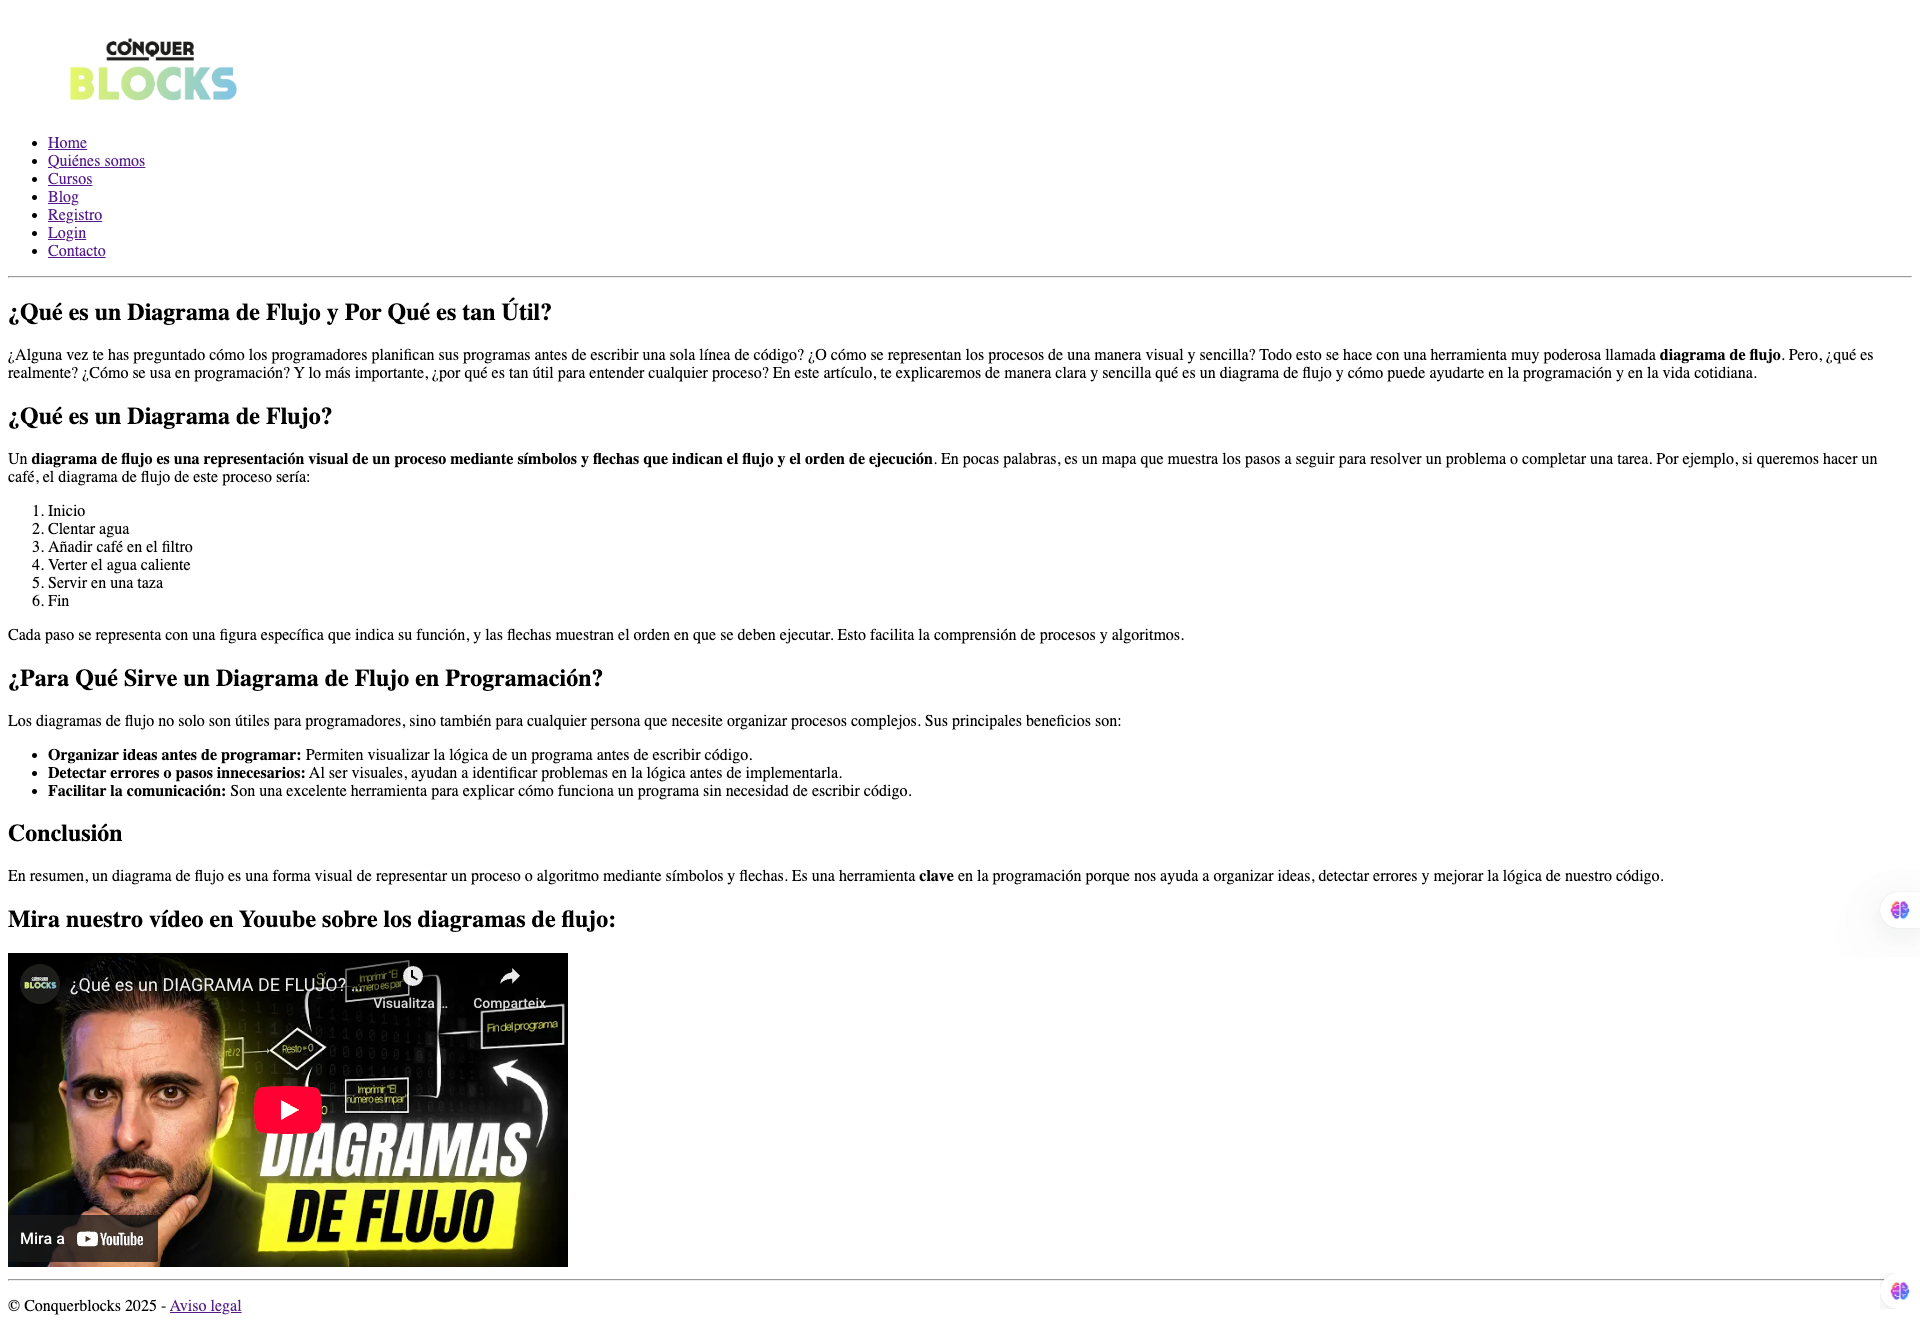 CONQUER
BLOCKS
Home
Quiénes somos
Cursos
Blog
Registro
Login
Contacto
¿Qué es un Diagrama de Flujo y Por Qué es tan Útil?
¿Alguna vez te has preguntado cómo los programadores planifican sus programas antes de escribir una sola línea de código? ¿O cómo se representan los procesos de una manera visual y sencilla? Todo esto se hace con una herramienta muy poderosa llamada diagrama de flujo. Pero, ¿qué es
realmente? ¿Cómo se usa en programación? Y lo más importante, ¿por qué es tan útil para entender cualquier proceso? En este artículo, te explicaremos de manera clara y sencilla qué es un diagrama de flujo y cómo puede ayudarte en la programación y en la vida cotidiana.
¿Qué es un Diagrama de Flujo?
Un diagrama de flujo es una representación visual de un proceso mediante símbolos y flechas que indican el flujo y el orden de ejecución. En pocas palabras, es un mapa que muestra los pasos a seguir para resolver un problema o completar una tarea. Por ejemplo, si queremos hacer un
café, el diagrama de flujo de este proceso sería:
1. Inicio
2. Clentar agua
3. Añadir café en el filtro
4. Verter el agua caliente
5. Servir en una taza
6. Fin
Cada paso se representa con una figura específica que indica su función, y las flechas muestran el orden en que se deben ejecutar. Esto facilita la comprensión de procesos y algoritmos.
¿Para Qué Sirve un Diagrama de Flujo en Programación?
Los diagramas de flujo no solo son útiles para programadores, sino también para cualquier persona que necesite organizar procesos complejos. Sus principales beneficios son:
Organizar ideas antes de programar: Permiten visualizar la lógica de un programa antes de escribir código.
Detectar errores o pasos innecesarios: Al ser visuales, ayudan a identificar problemas en la lógica antes de implementarla.
Facilitar la comunicación: Son una excelente herramienta para explicar cómo funciona un programa sin necesidad de escribir código.
Conclusión
En resumen, un diagrama de flujo es una forma visual de representar un proceso o algoritmo mediante símbolos y flechas. Es una herramienta clave en la programación porque nos ayuda a organizar ideas, detectar errores y mejorar la lógica de nuestro código.
Mira nuestro vídeo en Youube sobre los diagramas de flujo:
CONQUER
BLOCKS
¿Qué es un DIAGRAMA DE FLUJO? ...
Visualitza ...
Comparteix
Sí
Imprimir "El
número es par"
Fin del programa
Resto = 0
Imprimir "El
número es impar"
DIAGRAMAS
DE FLUJO
Mira a YouTube
© Conquerblocks 2025 - Aviso legal